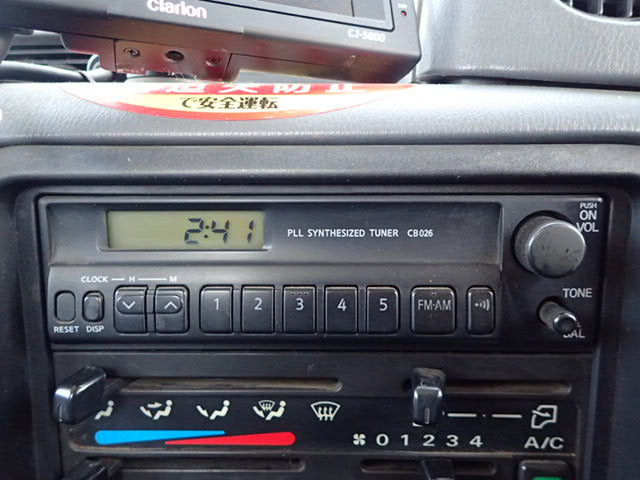 Clarion
CJ-5600
で安全運転
2:41
PLL SYNTHESIZED TUNER CB026
PUSH
ON
VOL
CLOCK H M
RESET DISP
1 2 3 4 5 FM·AM
TONE
BAL
0 1 2 3 4
A/C